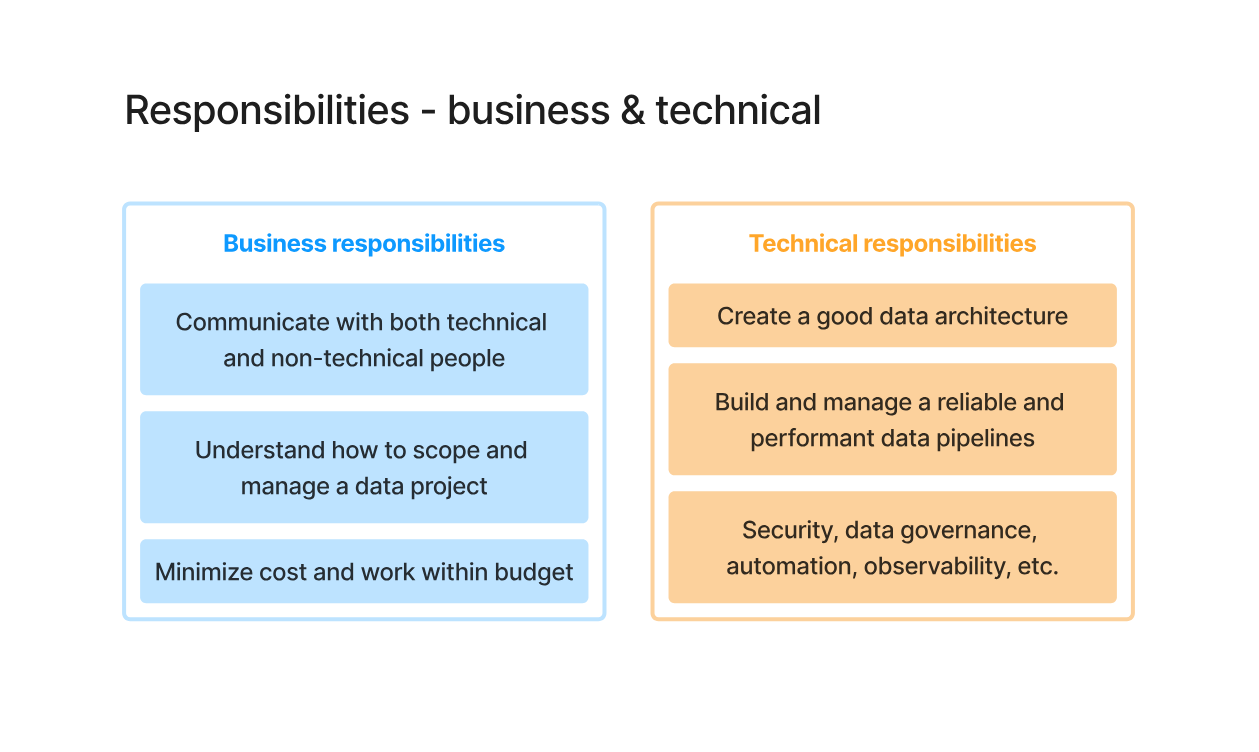 Responsibilities - business & technical
Business responsibilities
Communicate with both technical
and non-technical people
Understand how to scope and
manage a data project
Minimize cost and work within budget
Technical responsibilities
Create a good data architecture
Build and manage a reliable and
performant data pipelines
Security, data governance,
automation, observability, etc.